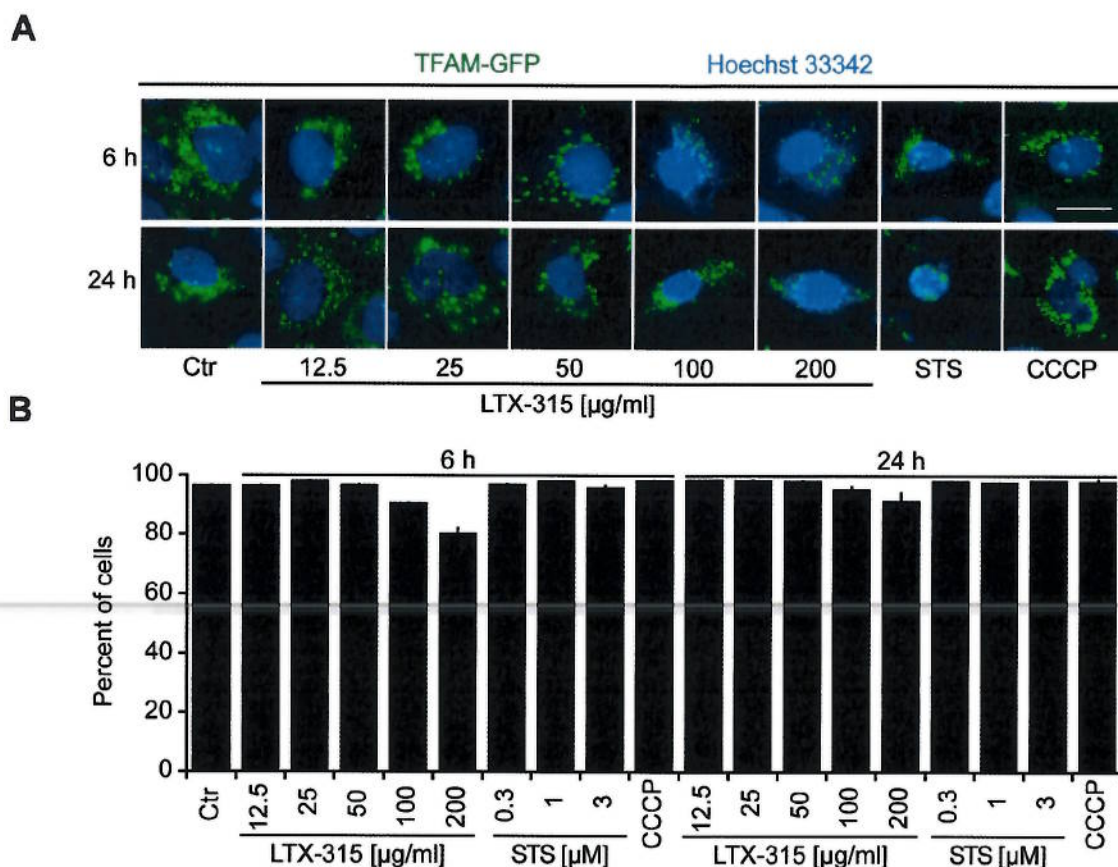 A
TFAM-GFP Hoechst 33342
6 h
24 h
Ctr 12.5 25 50 100 200 STS CCCP
LTX-315 [µg/ml]
B
6 h 24 h
Percent of cells
100
80
60
40
20
0
Ctr 12.5 25 50 100 200 0.3 1 3 CCCP 12.5 25 50 100 200 0.3 1 3 CCCP
LTX-315 [µg/ml] STS [µM] LTX-315 [µg/ml] STS [µM]